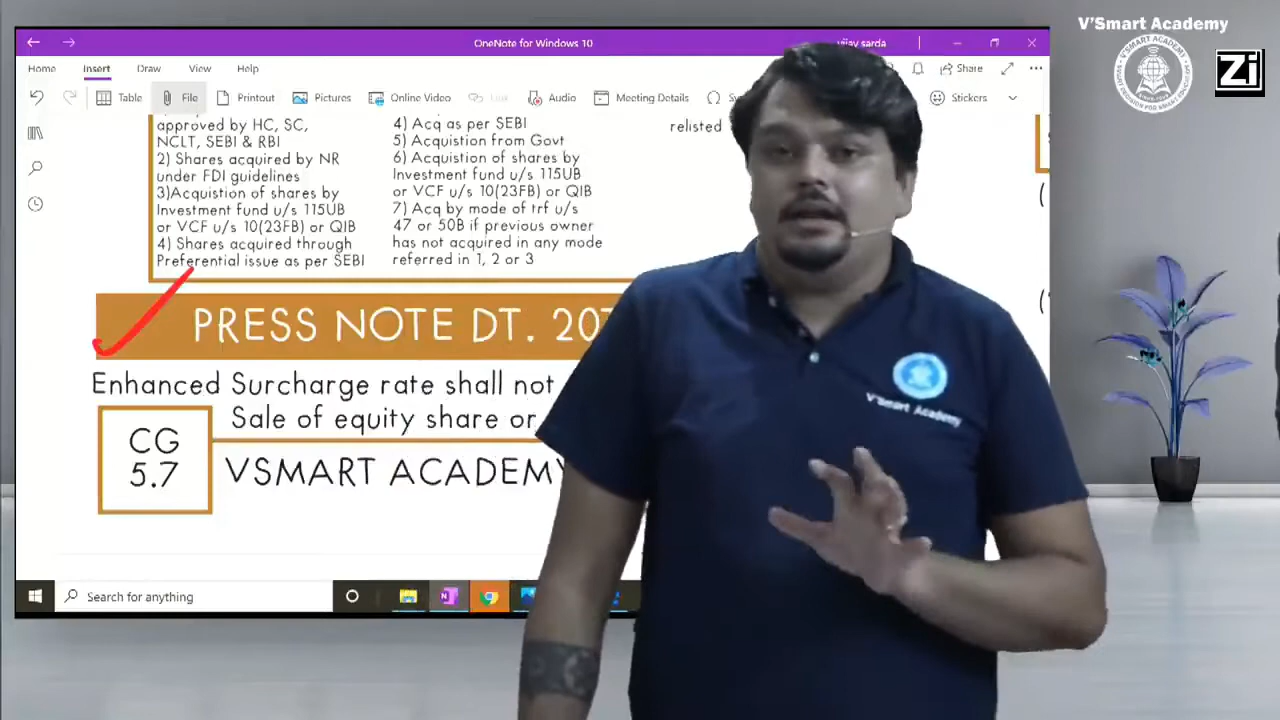 V'Smart Academy
OneNote for Windows 10
vijay sarda
Home Insert Draw View Help
Share
Table File Printout Pictures Online Video Link Audio Meeting Details Stickers
approved by HC, SC,
NCLT, SEBI & RBI
2) Shares acquired by NR
under FDI guidelines
3)Acquistion of shares by
Investment fund u/s 115UB
or VCF u/s 10(23FB) or QIB
4) Shares acquired through
Preferential issue as per SEBI
4) Acq as per SEBI
5) Acquistion from Govt
6) Acquistion of shares by
Investment fund u/s 115UB
or VCF u/s 10(23FB) or QIB
7) Acq by mode of trf u/s
47 or 50B if previous owner
has not acquired in any mode
referred in 1, 2 or 3
relisted
PRESS NOTE DT. 20
Enhanced Surcharge rate shall not
Sale of equity share or
CG
5.7
VSMART ACADEMY
Search for anything
V'Smart Academy
Zi